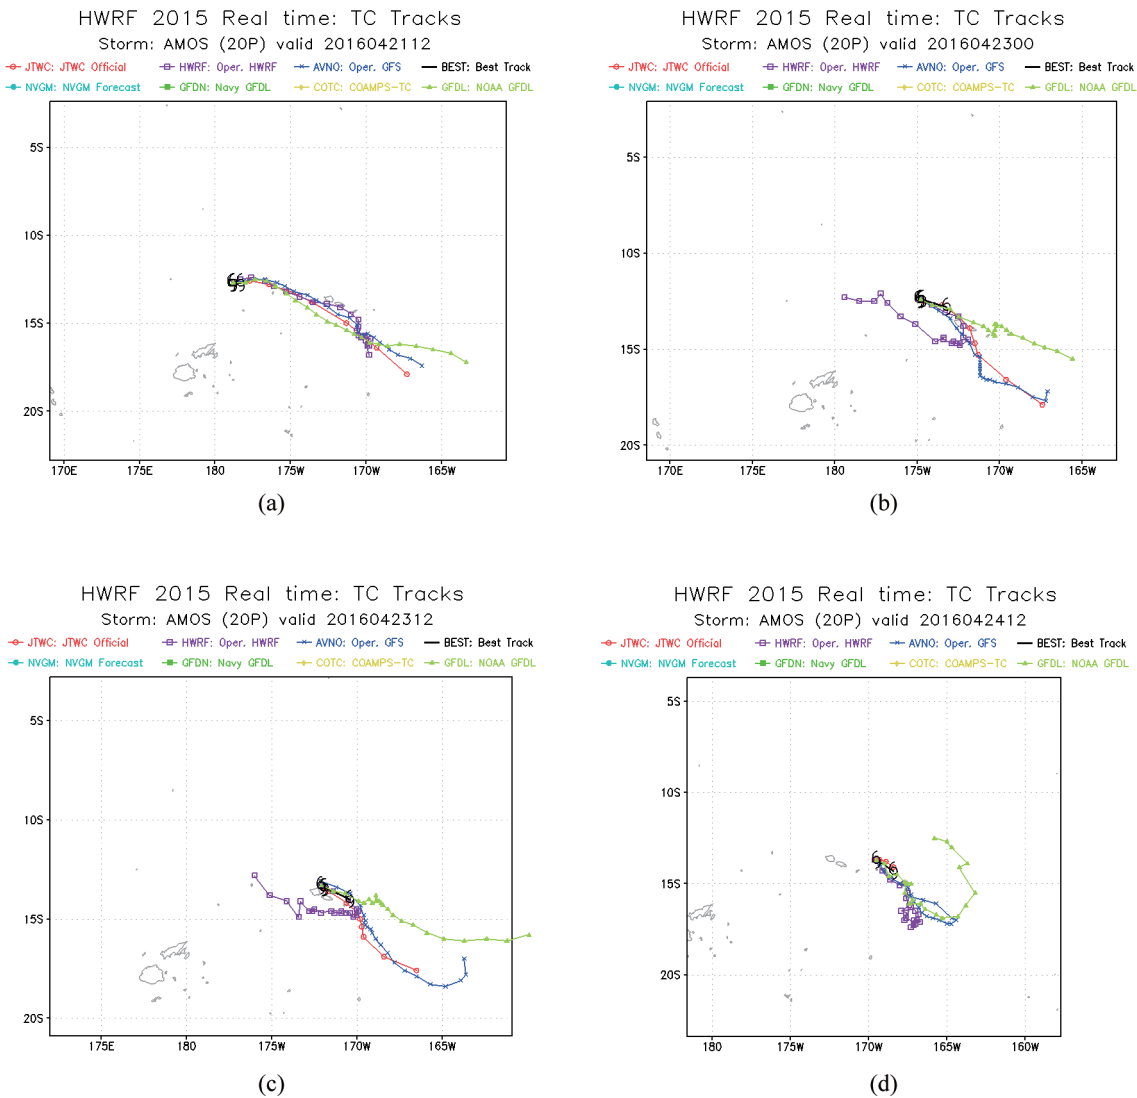 HWRF 2015 Real time: TC Tracks
Storm: AMOS (20P) valid 2016042112
JTWC: JTWC Official HWRF: Oper. HWRF AVNO: Oper. GFS BEST: Best Track
NVGM: NVGM Forecast GFDN: Navy GFDL COTC: COAMPS-TC GFDL: NOAA GFDL
5S
10S
15S
20S
170E 175E 180 175W 170W 165W
(a)
HWRF 2015 Real time: TC Tracks
Storm: AMOS (20P) valid 2016042300
JTWC: JTWC Official HWRF: Oper. HWRF AVNO: Oper. GFS BEST: Best Track
NVGM: NVGM Forecast GFDN: Navy GFDL COTC: COAMPS-TC GFDL: NOAA GFDL
5S
10S
15S
20S
170E 175E 180 175W 170W 165W
(b)
HWRF 2015 Real time: TC Tracks
Storm: AMOS (20P) valid 2016042312
JTWC: JTWC Official HWRF: Oper. HWRF AVNO: Oper. GFS BEST: Best Track
NVGM: NVGM Forecast GFDN: Navy GFDL COTC: COAMPS-TC GFDL: NOAA GFDL
5S
10S
15S
20S
175E 180 175W 170W 165W
(c)
HWRF 2015 Real time: TC Tracks
Storm: AMOS (20P) valid 2016042412
JTWC: JTWC Official HWRF: Oper. HWRF AVNO: Oper. GFS BEST: Best Track
NVGM: NVGM Forecast GFDN: Navy GFDL COTC: COAMPS-TC GFDL: NOAA GFDL
5S
10S
15S
20S
180 175W 170W 165W 160W
(d)